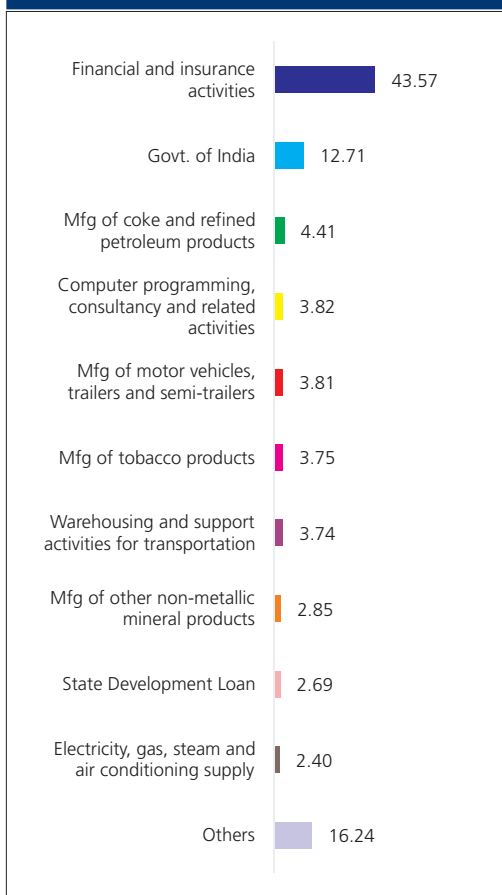 Financial and insurance
activities
43.57
Govt. of India
12.71
Mfg of coke and refined
petroleum products
4.41
Computer programming,
consultancy and related
activities
3.82
Mfg of motor vehicles,
trailers and semi-trailers
3.81
Mfg of tobacco products
3.75
Warehousing and support
activities for transportation
3.74
Mfg of other non-metallic
mineral products
2.85
State Development Loan
2.69
Electricity, gas, steam and
air conditioning supply
2.40
Others
16.24